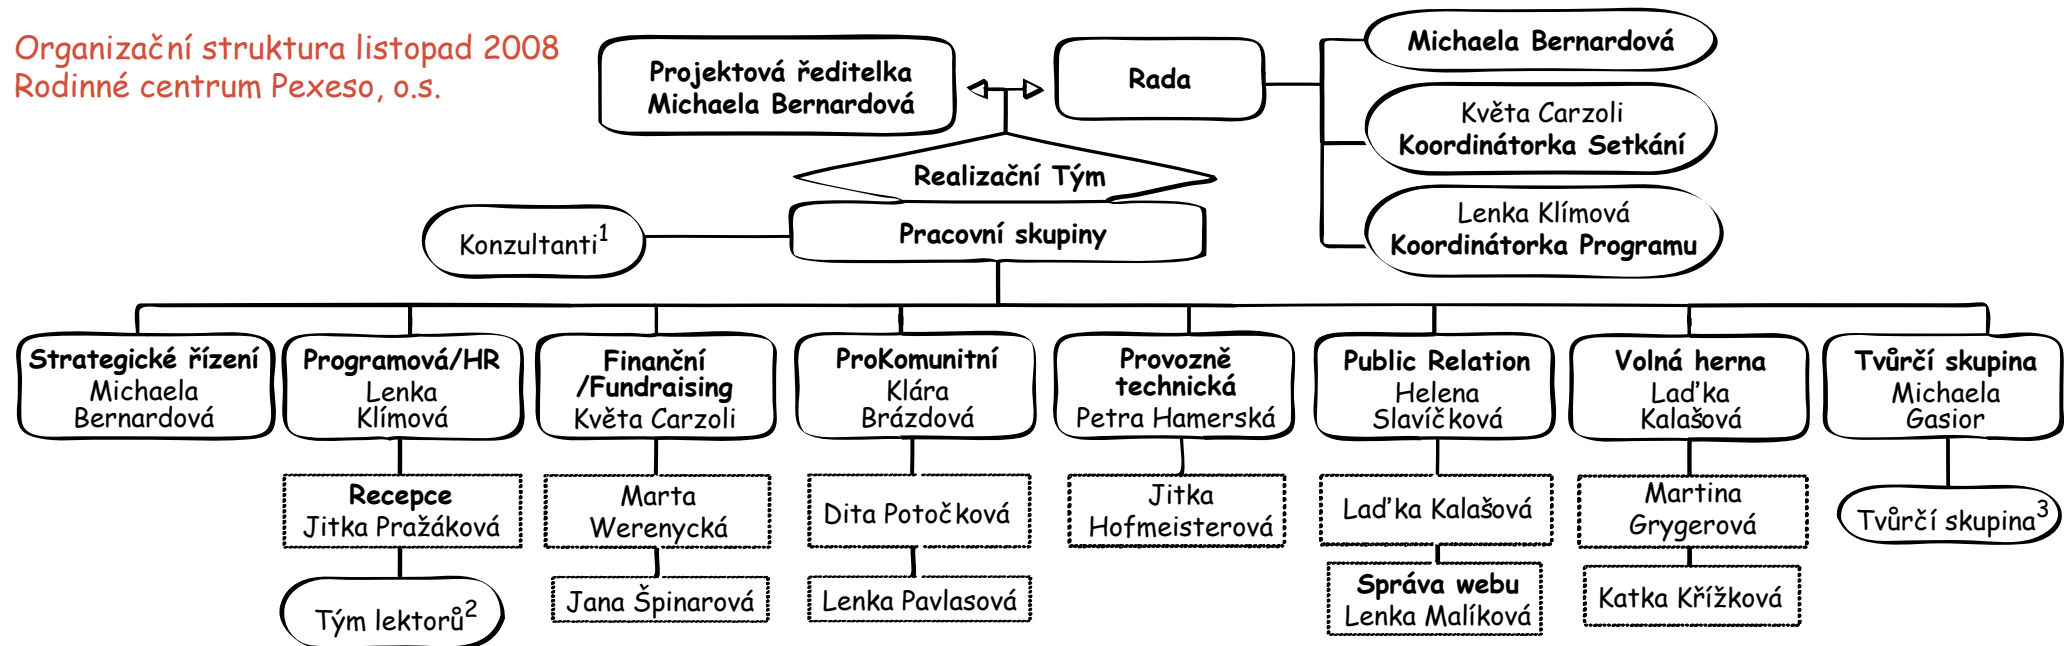 Organizační struktura listopad 2008
Rodinné centrum Pexeso, o.s.
Projektová ředitelka
Michaela Bernardová
Rada
Michaela Bernardová
Květa Carzoli
Koordinátorka Setkání
Lenka Klímová
Koordinátorka Programu
Realizační Tým
Konzultanti1
Pracovní skupiny
Strategické řízení
Michaela
Bernardová
Programová/HR
Lenka
Klímová
Finanční
/Fundraising
Květa Carzoli
ProKomunitní
Klára
Brázdová
Provozně
technická
Petra Hamerská
Public Relation
Helena
Slavíčková
Volná herna
Laďka
Kalašová
Tvůrčí skupina
Michaela
Gasior
Recepce
Jitka Pražáková
Marta
Werenycká
Dita Potočková
Jitka
Hofmeisterová
Laďka Kalašová
Martina
Grygerová
Tvůrčí skupina3
Tým lektorů2
Jana Špinarová
Lenka Pavlasová
Správa webu
Lenka Malíková
Katka Křížková